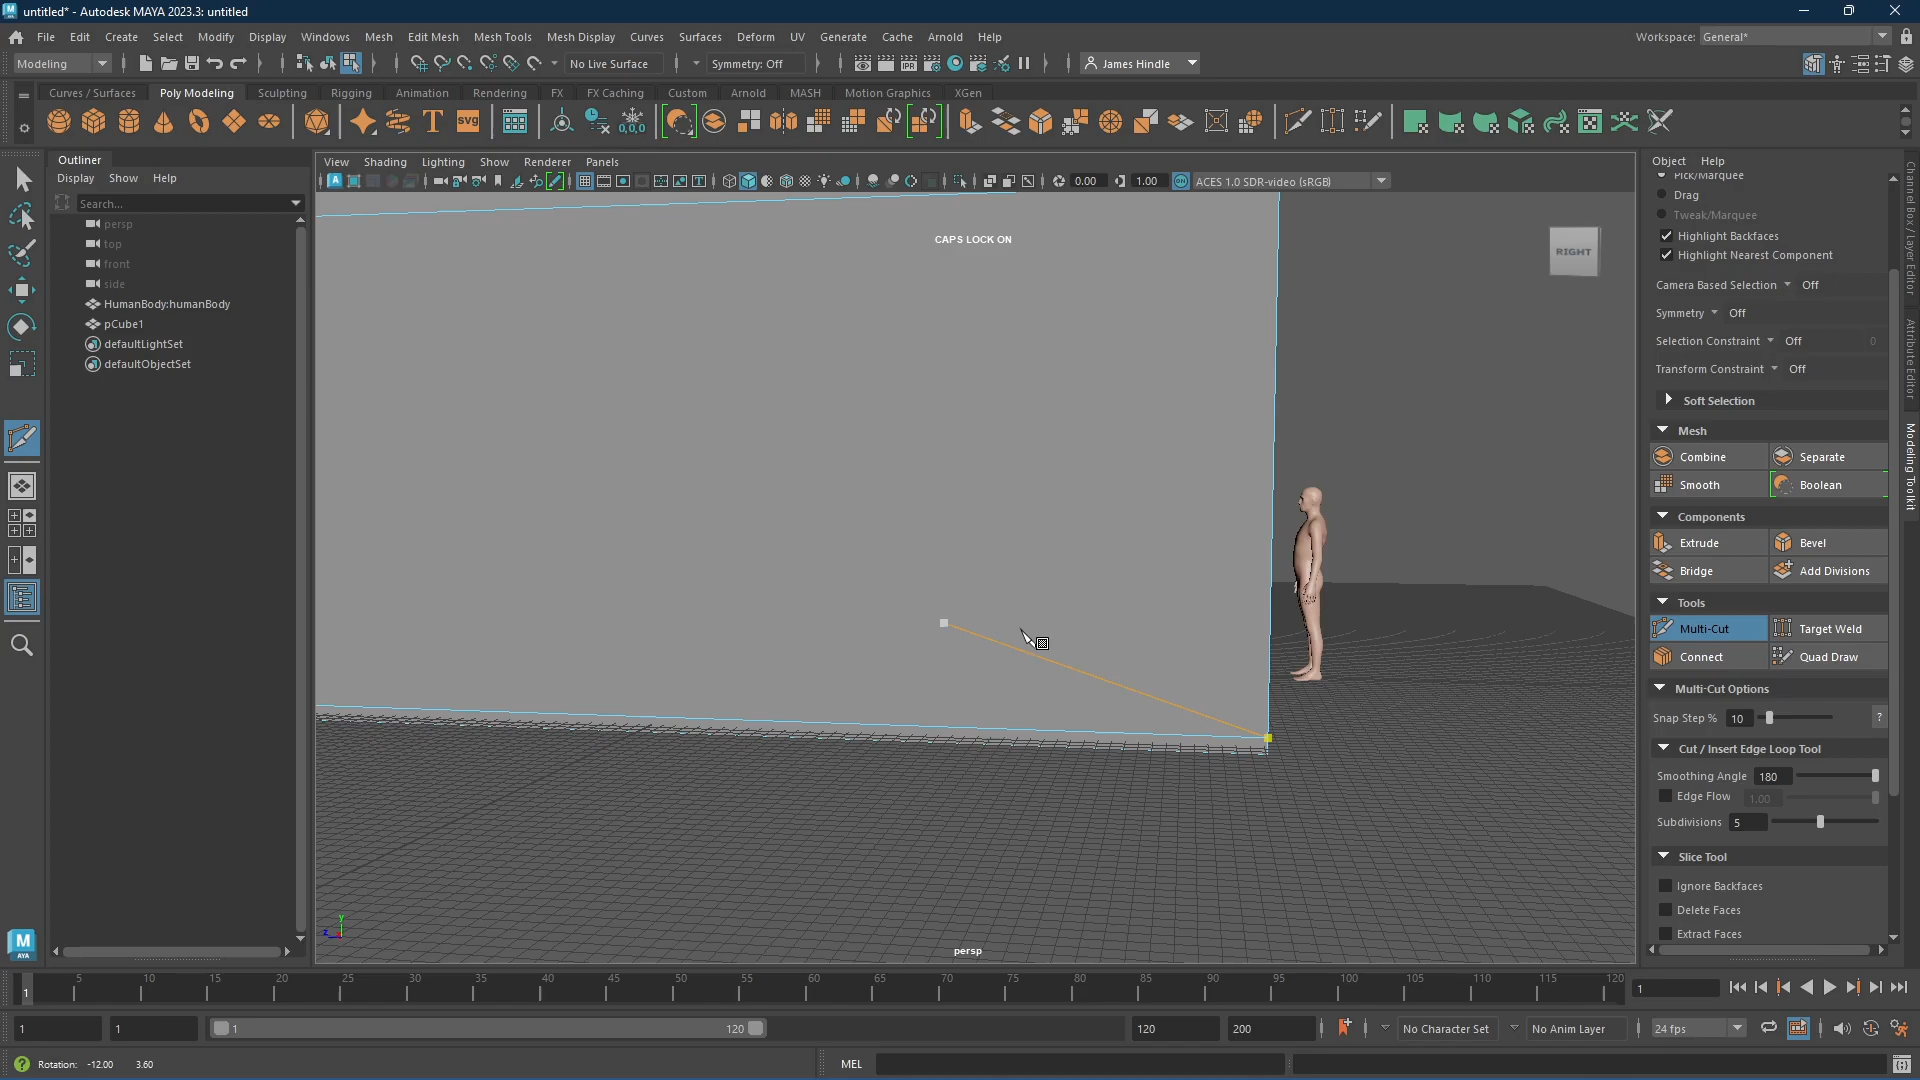 untitled* - Autodesk MAYA 2023.3: untitled
File Edit Create Select Modify Display Windows Mesh Edit Mesh Mesh Tools Mesh Display Curves Surfaces Deform UV Generate Cache Arnold Help
Workspace: General*
Modeling
No Live Surface
Symmetry: Off
James Hindle
Curves / Surfaces Poly Modeling Sculpting Rigging Animation Rendering FX FX Caching Custom Arnold MASH Motion Graphics XGen
T SVG 0,0,0
Outliner
Display Show Help
Search...
persp
top
front
side
HumanBody:humanBody
pCube1
defaultLightSet
defaultObjectSet
View Shading Lighting Show Renderer Panels
0.00 1.00 ON ACES 1.0 SDR-video (sRGB)
CAPS LOCK ON
RIGHT
y
z
persp
Object Help
Pick/Marquee
Drag
Tweak/Marquee
Highlight Backfaces
Highlight Nearest Component
Camera Based Selection Off
Symmetry Off
Selection Constraint Off 0
Transform Constraint Off
Soft Selection
Mesh
Combine Separate
Smooth Boolean
Components
Extrude Bevel
Bridge Add Divisions
Tools
Multi-Cut Target Weld
Connect Quad Draw
Multi-Cut Options
Snap Step % 10 ?
Cut / Insert Edge Loop Tool
Smoothing Angle 180
Edge Flow 1.00
Subdivisions 5
Slice Tool
Ignore Backfaces
Delete Faces
Extract Faces
Channel Box / Layer Editor
Attribute Editor
Modeling Toolkit
M
AYA
1 5 10 15 20 25 30 35 40 45 50 55 60 65 70 75 80 85 90 95 100 105 110 115 120
1
1 1 1 120 120 200 No Character Set No Anim Layer 24 fps
Rotation: -12.00 3.60
MEL